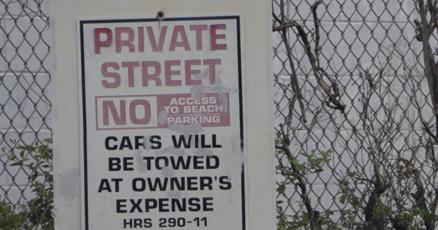 PRIVATE
STREET
NO ACCESS
TO BEACH
PARKING
CARS WILL
BE TOWED
AT OWNER'S
EXPENSE
HRS 290-11